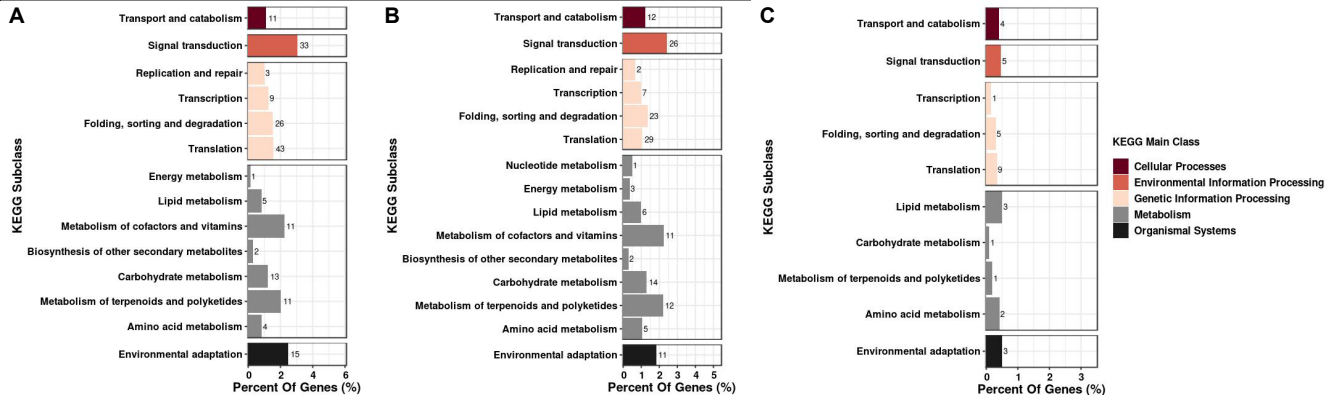 A
KEGG Subclass
Transport and catabolism 11
Signal transduction 33
Replication and repair 3
Transcription 9
Folding, sorting and degradation 26
Translation 43
Energy metabolism 1
Lipid metabolism 5
Metabolism of cofactors and vitamins 11
Biosynthesis of other secondary metabolites 2
Carbohydrate metabolism 13
Metabolism of terpenoids and polyketides 11
Amino acid metabolism 4
Environmental adaptation 15
0 2 4 6
Percent Of Genes (%)
B
KEGG Subclass
Transport and catabolism 12
Signal transduction 26
Replication and repair 2
Transcription 7
Folding, sorting and degradation 23
Translation 29
Nucleotide metabolism 1
Energy metabolism 3
Lipid metabolism 6
Metabolism of cofactors and vitamins 11
Biosynthesis of other secondary metabolites 2
Carbohydrate metabolism 14
Metabolism of terpenoids and polyketides 12
Amino acid metabolism 5
Environmental adaptation 11
0 1 2 3 4 5
Percent Of Genes (%)
C
KEGG Subclass
Transport and catabolism 4
Signal transduction 5
Transcription 1
Folding, sorting and degradation 5
Translation 9
Lipid metabolism 3
Carbohydrate metabolism 1
Metabolism of terpenoids and polyketides 1
Amino acid metabolism 2
Environmental adaptation 3
0 1 2 3
Percent Of Genes (%)
KEGG Main Class
Cellular Processes
Environmental Information Processing
Genetic Information Processing
Metabolism
Organismal Systems